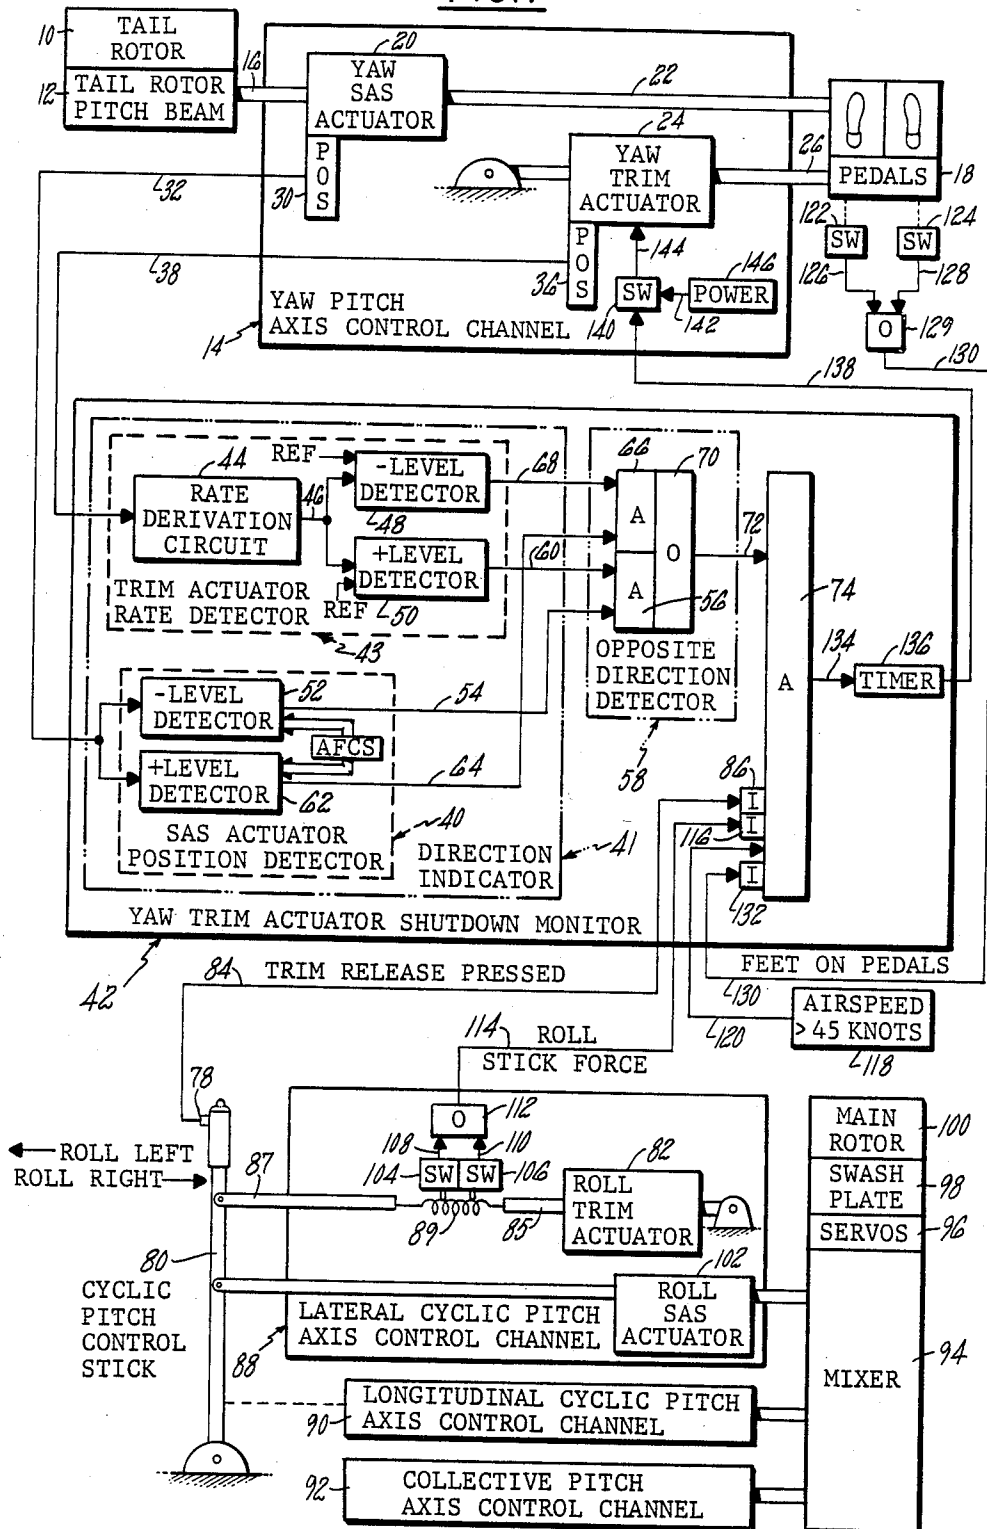 10
TAIL
ROTOR
12
TAIL ROTOR
PITCH BEAM
16
20
YAW
SAS
ACTUATOR
22
24
YAW
TRIM
ACTUATOR
26
PEDALS
18
POS
30
32
POS
36
38
YAW PITCH
AXIS CONTROL CHANNEL
14
144
SW
140
142
POWER
146
122
SW
SW
124
126
128
O
129
130
138
44
RATE
DERIVATION
CIRCUIT
46
REF
-LEVEL
DETECTOR
48
+LEVEL
DETECTOR
REF
50
TRIM ACTUATOR
RATE DETECTOR
43
68
60
66
A
A
56
70
O
OPPOSITE
DIRECTION
DETECTOR
58
72
74
A
134
136
TIMER
-LEVEL
DETECTOR
52
54
AFCS
+LEVEL
DETECTOR
62
64
SAS ACTUATOR
POSITION DETECTOR
40
DIRECTION
INDICATOR
41
86
I
I
116
I
132
YAW TRIM ACTUATOR SHUTDOWN MONITOR
42
84
TRIM RELEASE PRESSED
FEET ON PEDALS
130
AIRSPEED
> 45 KNOTS
118
120
114
ROLL
STICK FORCE
78
ROLL LEFT
ROLL RIGHT
87
80
CYCLIC
PITCH
CONTROL
STICK
O
112
108
110
104
SW
SW
106
89
85
82
ROLL
TRIM
ACTUATOR
102
ROLL
SAS
ACTUATOR
LATERAL CYCLIC PITCH
AXIS CONTROL CHANNEL
88
MAIN
ROTOR
100
SWASH
PLATE
98
SERVOS
96
MIXER
94
LONGITUDINAL CYCLIC PITCH
AXIS CONTROL CHANNEL
90
COLLECTIVE PITCH
AXIS CONTROL CHANNEL
92